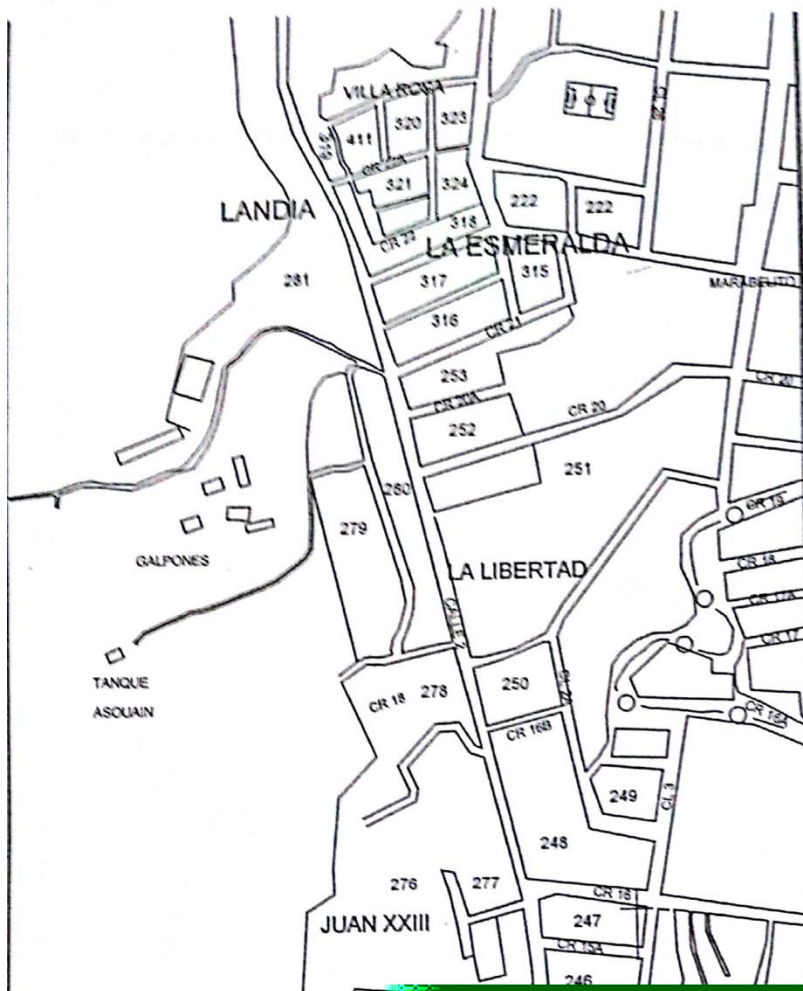 VILLA ROSA
411
320
323
CR 22A
321
324
LANDIA
CR 22
318
222
222
LA ESMERALDA
281
317
315
MARABELITO
316
CR 21
253
CR 20A
CR 20
CR 20
252
251
280
279
CR 19
GALPONES
LA LIBERTAD
CR 18
CR 17A
CR 17
CALLE 2
TANQUE
ASOUAIN
CR 18
278
250
CR 16B
CR 16A
249
CL 3
248
276
277
CR 16
JUAN XXIII
247
CR 15A
246